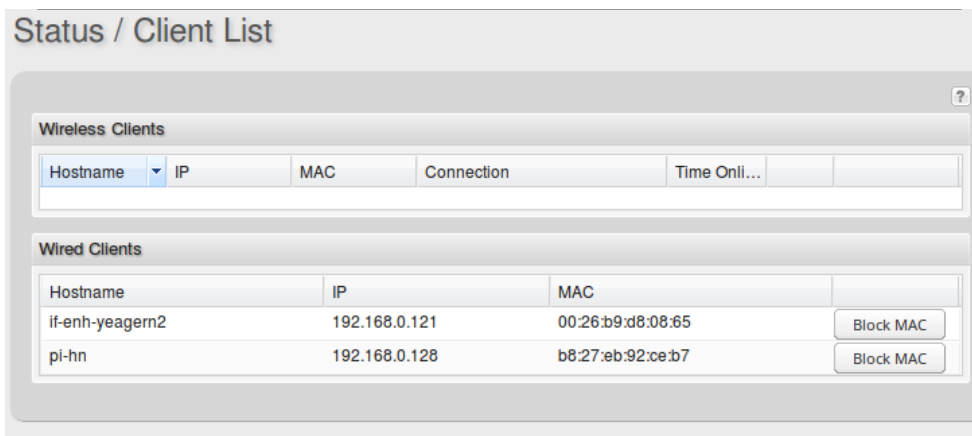 Status / Client List
?
Wireless Clients
Hostname IP MAC Connection Time Onli...
Wired Clients
Hostname IP MAC
if-enh-yeagern2 192.168.0.121 00:26:b9:d8:08:65 Block MAC
pi-hn 192.168.0.128 b8:27:eb:92:ce:b7 Block MAC